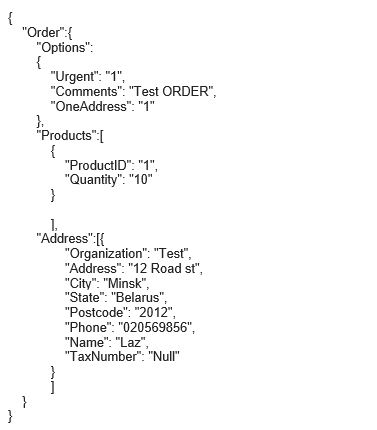 {
"Order":{
"Options":
{
"Urgent": "1",
"Comments": "Test ORDER",
"OneAddress": "1"
},
"Products":[
{
"ProductID": "1",
"Quantity": "10"
}
],
"Address":[{
"Organization": "Test",
"Address": "12 Road st",
"City": "Minsk",
"State": "Belarus",
"Postcode": "2012",
"Phone": "020569856",
"Name": "Laz",
"TaxNumber": "Null"
}
]
}
}